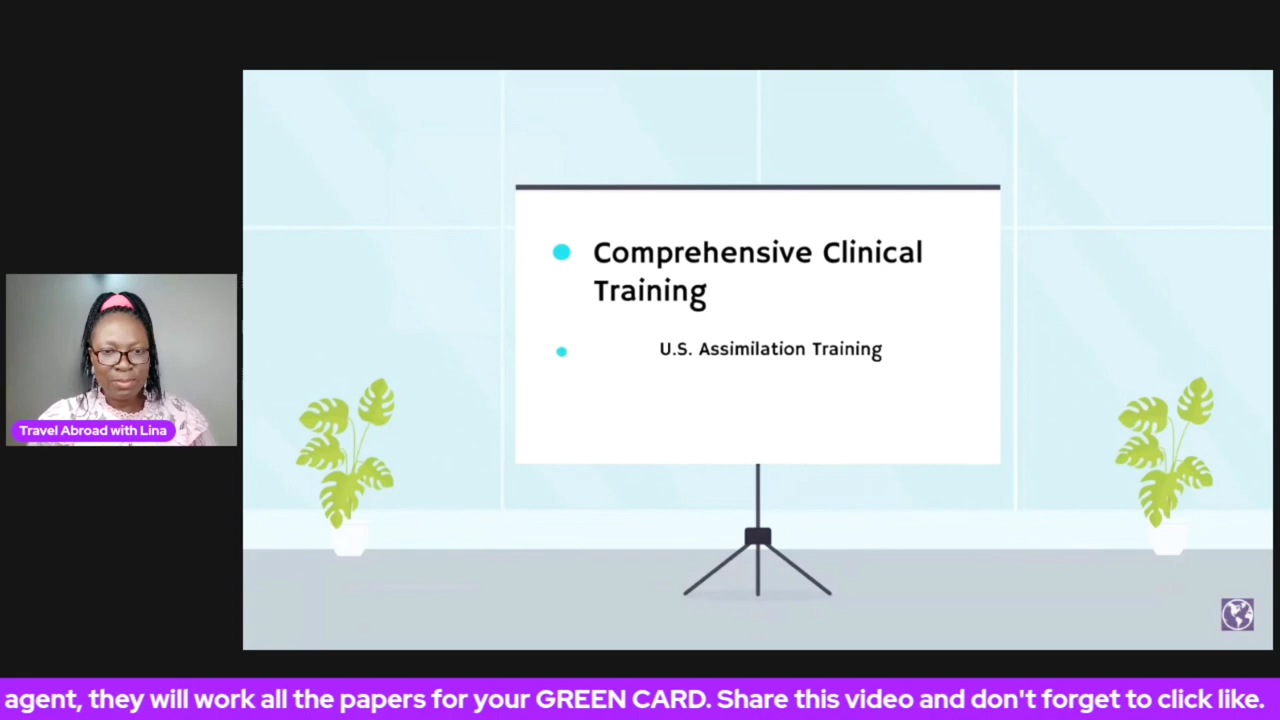 Comprehensive Clinical
Training
U.S. Assimilation Training
Travel Abroad with Lina
agent, they will work all the papers for your GREEN CARD. Share this video and don't forget to click like.